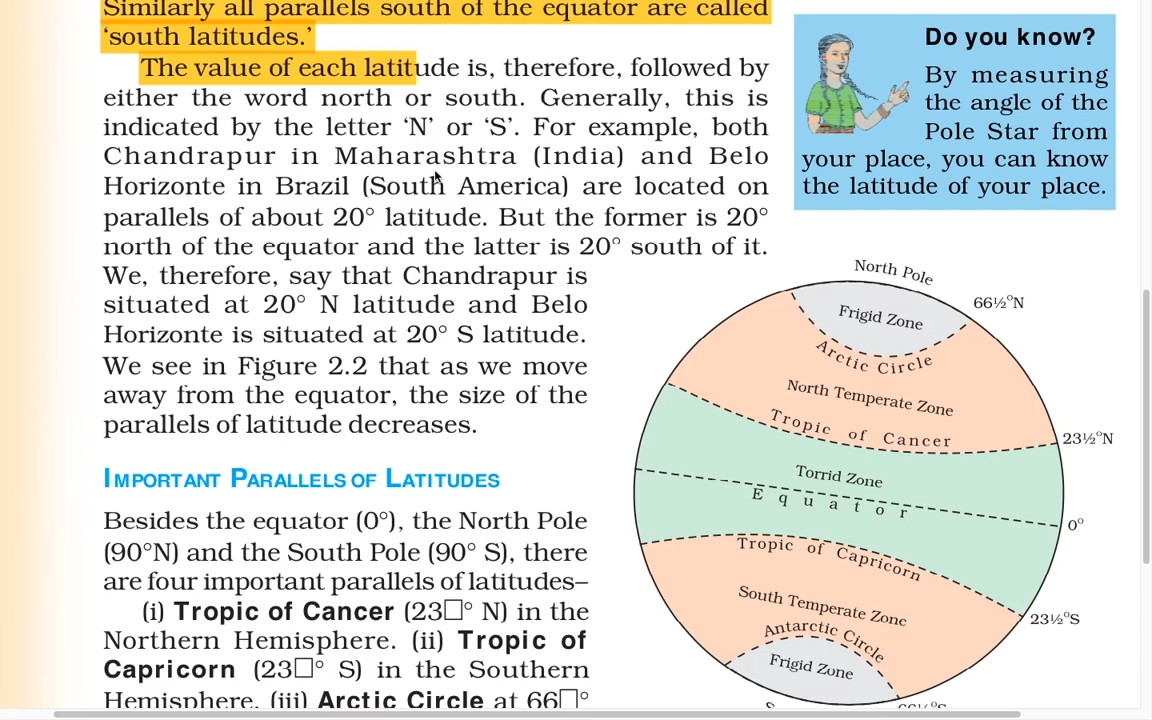 Similarly all parallels south of the equator are called
‘south latitudes.’
The value of each latitude is, therefore, followed by
either the word north or south. Generally, this is
indicated by the letter ‘N’ or ‘S’. For example, both
Chandrapur in Maharashtra (India) and Belo
Horizonte in Brazil (South America) are located on
parallels of about 20° latitude. But the former is 20°
north of the equator and the latter is 20° south of it.
We, therefore, say that Chandrapur is
situated at 20° N latitude and Belo
Horizonte is situated at 20° S latitude.
We see in Figure 2.2 that as we move
away from the equator, the size of the
parallels of latitude decreases.
IMPORTANT PARALLELS OF LATITUDES
Besides the equator (0°), the North Pole
(90°N) and the South Pole (90° S), there
are four important parallels of latitudes–
(i) Tropic of Cancer (23□° N) in the
Northern Hemisphere. (ii) Tropic of
Capricorn (23□° S) in the Southern
Hemisphere. (iii) Arctic Circle at 66□°
Do you know?
By measuring
the angle of the
Pole Star from
your place, you can know
the latitude of your place.
North Pole
66½°N
Frigid Zone
Arctic Circle
North Temperate Zone
Tropic of Cancer
23½°N
Torrid Zone
Equator
0°
Tropic of Capricorn
South Temperate Zone
23½°S
Antarctic Circle
Frigid Zone
66½°S